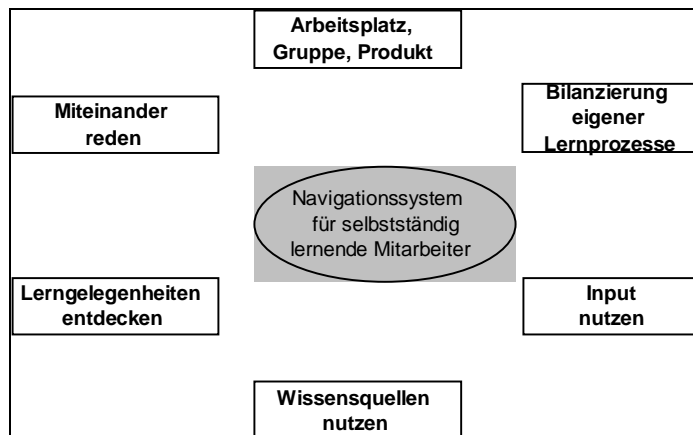 Arbeitsplatz,
Gruppe, Produkt
Miteinander
reden
Bilanzierung
eigener
Lernprozesse
Navigationssystem
für selbstständig
lernende Mitarbeiter
Lerngelegenheiten
entdecken
Input
nutzen
Wissensquellen
nutzen